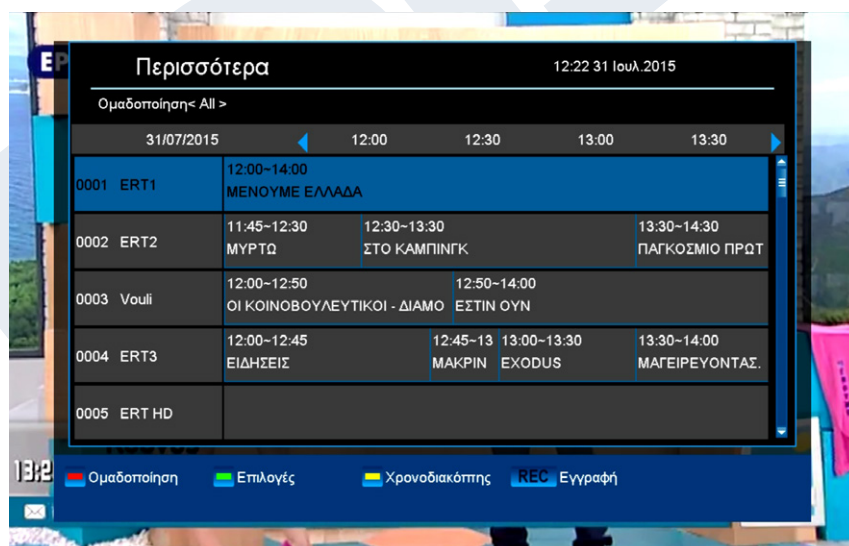 Περισσότερα 12:22 31 Ιουλ.2015
Ομαδοποίηση< All >
31/07/2015 12:00 12:30 13:00 13:30
0001 ERT1 12:00~14:00
ΜΕΝΟΥΜΕ ΕΛΛΑΔΑ
0002 ERT2 11:45~12:30 12:30~13:30 13:30~14:30
ΜΥΡΤΩ ΣΤΟ ΚΑΜΠΙΝΓΚ ΠΑΓΚΟΣΜΙΟ ΠΡΩΤ
0003 Vouli 12:00~12:50 12:50~14:00
ΟΙ ΚΟΙΝΟΒΟΥΛΕΥΤΙΚΟΙ - ΔΙΑΜΟ ΕΣΤΙΝ ΟΥΝ
0004 ERT3 12:00~12:45 12:45~13 13:00~13:30 13:30~14:00
ΕΙΔΗΣΕΙΣ ΜΑΚΡΙΝ EXODUS ΜΑΓΕΙΡΕΥΟΝΤΑΣ.
0005 ERT HD
Ομαδοποίηση Επιλογές Χρονοδιακόπτης REC Εγγραφή